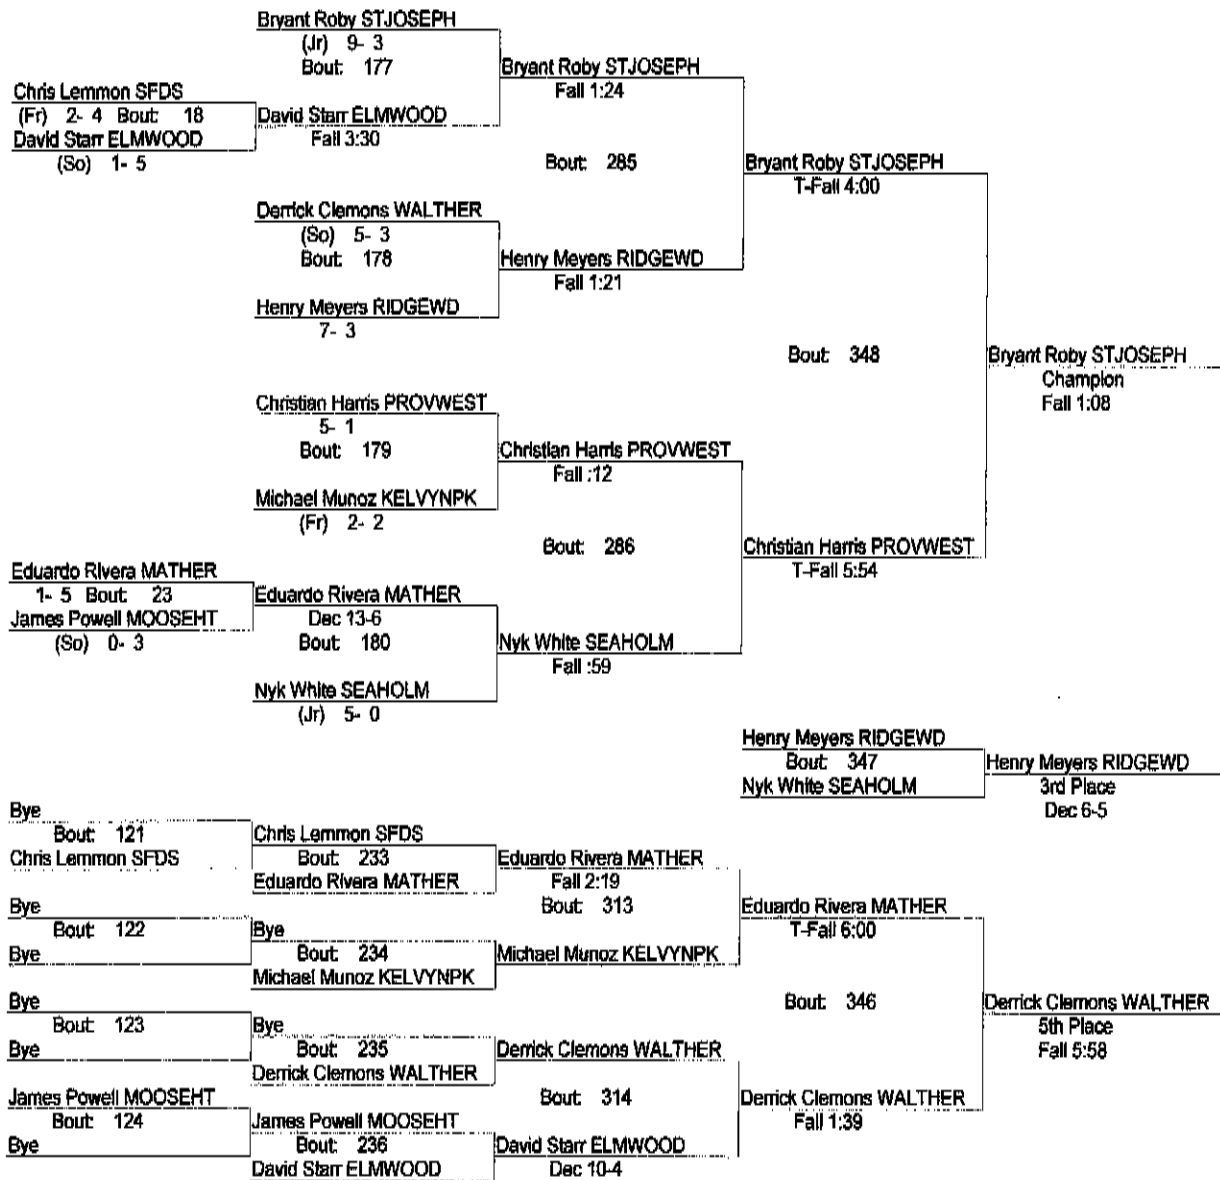 Bryant Roby STJOSEPH
(Jr) 9- 3
Bout: 177
Bryant Roby STJOSEPH
Fall 1:24
Chris Lemmon SFDS
(Fr) 2- 4 Bout: 18
David Starr ELMWOOD
David Starr ELMWOOD
Fall 3:30
(So) 1- 5
Bout: 285
Bryant Roby STJOSEPH
T-Fall 4:00
Derrick Clemons WALTHER
(So) 5- 3
Bout: 178
Henry Meyers RIDGEWD
Fall 1:21
Henry Meyers RIDGEWD
7- 3
Bout: 348
Bryant Roby STJOSEPH
Champion
Fall 1:08
Christian Harris PROVWEST
5- 1
Bout: 179
Christian Harris PROVWEST
Fall :12
Michael Munoz KELVYNPK
(Fr) 2- 2
Bout: 286
Christian Harris PROVWEST
T-Fall 5:54
Eduardo Rivera MATHER
1- 5 Bout: 23
James Powell MOOSEHT
(So) 0- 3
Eduardo Rivera MATHER
Dec 13-6
Bout: 180
Nyk White SEAHOLM
Fall :59
Nyk White SEAHOLM
(Jr) 5- 0
Henry Meyers RIDGEWD
Bout: 347
Nyk White SEAHOLM
Henry Meyers RIDGEWD
3rd Place
Dec 6-5
Bye
Bout: 121
Chris Lemmon SFDS
Chris Lemmon SFDS
Bout: 233
Eduardo Rivera MATHER
Eduardo Rivera MATHER
Fall 2:19
Bout: 313
Eduardo Rivera MATHER
T-Fall 6:00
Bye
Bout: 122
Bye
Bye
Bout: 234
Michael Munoz KELVYNPK
Michael Munoz KELVYNPK
Bout: 346
Derrick Clemons WALTHER
5th Place
Fall 5:58
Bye
Bout: 123
Bye
Bye
Bout: 235
Derrick Clemons WALTHER
Derrick Clemons WALTHER
Bout: 314
Derrick Clemons WALTHER
Fall 1:39
James Powell MOOSEHT
Bout: 124
Bye
James Powell MOOSEHT
Bout: 236
David Starr ELMWOOD
David Starr ELMWOOD
Dec 10-4